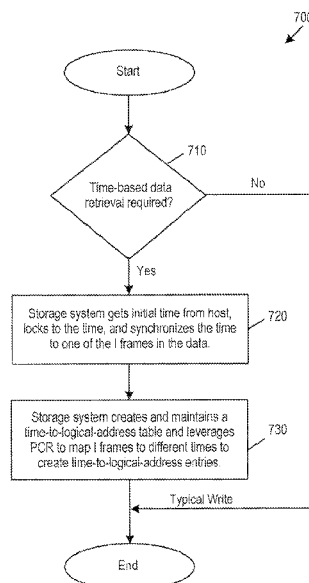 700
Start
710
Time-based data
retrieval required?
No
Yes
Storage system gets initial time from host,
locks to the time, and synchronizes the time
to one of the I frames in the data.
720
Storage system creates and maintains a
time-to-logical-address table and leverages
PCR to map I frames to different times to
create time-to-logical-address entries.
730
Typical Write
End